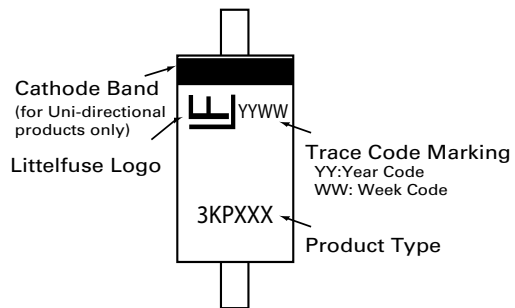 Cathode Band
(for Uni-directional
products only)
Littelfuse Logo
YYWW
Trace Code Marking
YY:Year Code
WW: Week Code
3KPXXX
Product Type